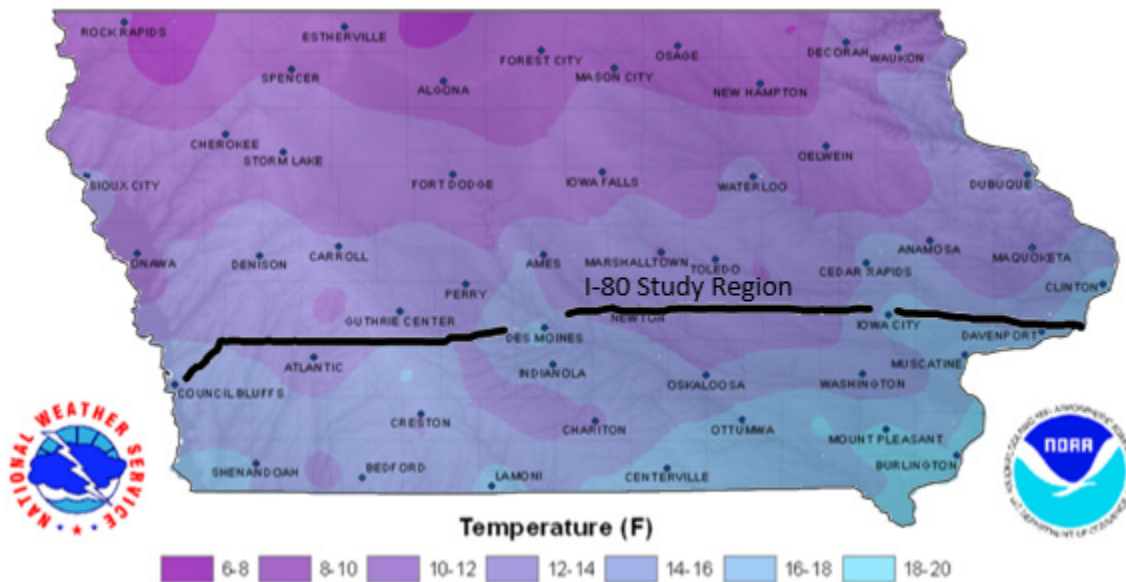 ROCK RAPIDS
ESTHERVILLE
FOREST CITY
OSAGE
DECORAH
WAUKON
SPENCER
ALGONA
MASON CITY
NEW HAMPTON
CHEROKEE
STORM LAKE
OELWEIN
SIOUX CITY
FORT DODGE
IOWA FALLS
WATERLOO
DUBUQUE
ONAWA
DENISON
CARROLL
AMES
MARSHALLTOWN
TOLEDO
CEDAR RAPIDS
ANAMOSA
MAQUOKETA
PERRY
I-80 Study Region
CLINTON
GUTHRIE CENTER
NEWTON
IOWA CITY
DES MOINES
DAVENPORT
ATLANTIC
INDIANOLA
MUSCATINE
COUNCIL BLUFFS
OSKALOOSA
WASHINGTON
CRESTON
CHARITON
OTTUMWA
MOUNT PLEASANT
SHENANDOAH
BEDFORD
LAMONI
CENTERVILLE
BURLINGTON
NATIONAL WEATHER SERVICE
NOAA
Temperature (F)
6-8 8-10 10-12 12-14 14-16 16-18 18-20